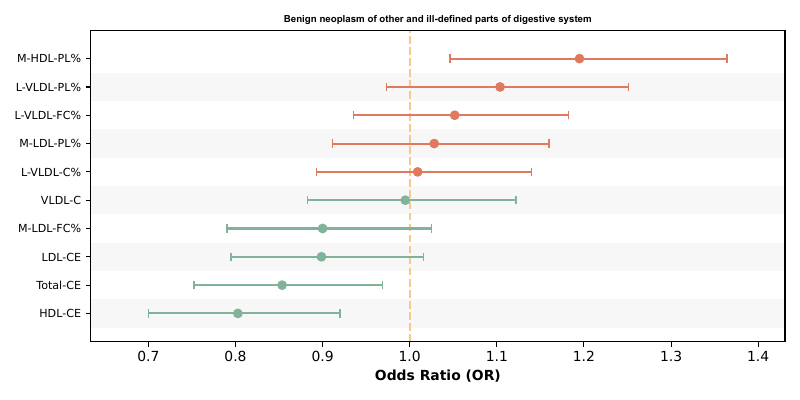 Benign neoplasm of other and ill-defined parts of digestive system
M-HDL-PL%
L-VLDL-PL%
L-VLDL-FC%
M-LDL-PL%
L-VLDL-C%
VLDL-C
M-LDL-FC%
LDL-CE
Total-CE
HDL-CE
0.7 0.8 0.9 1.0 1.1 1.2 1.3 1.4
Odds Ratio (OR)